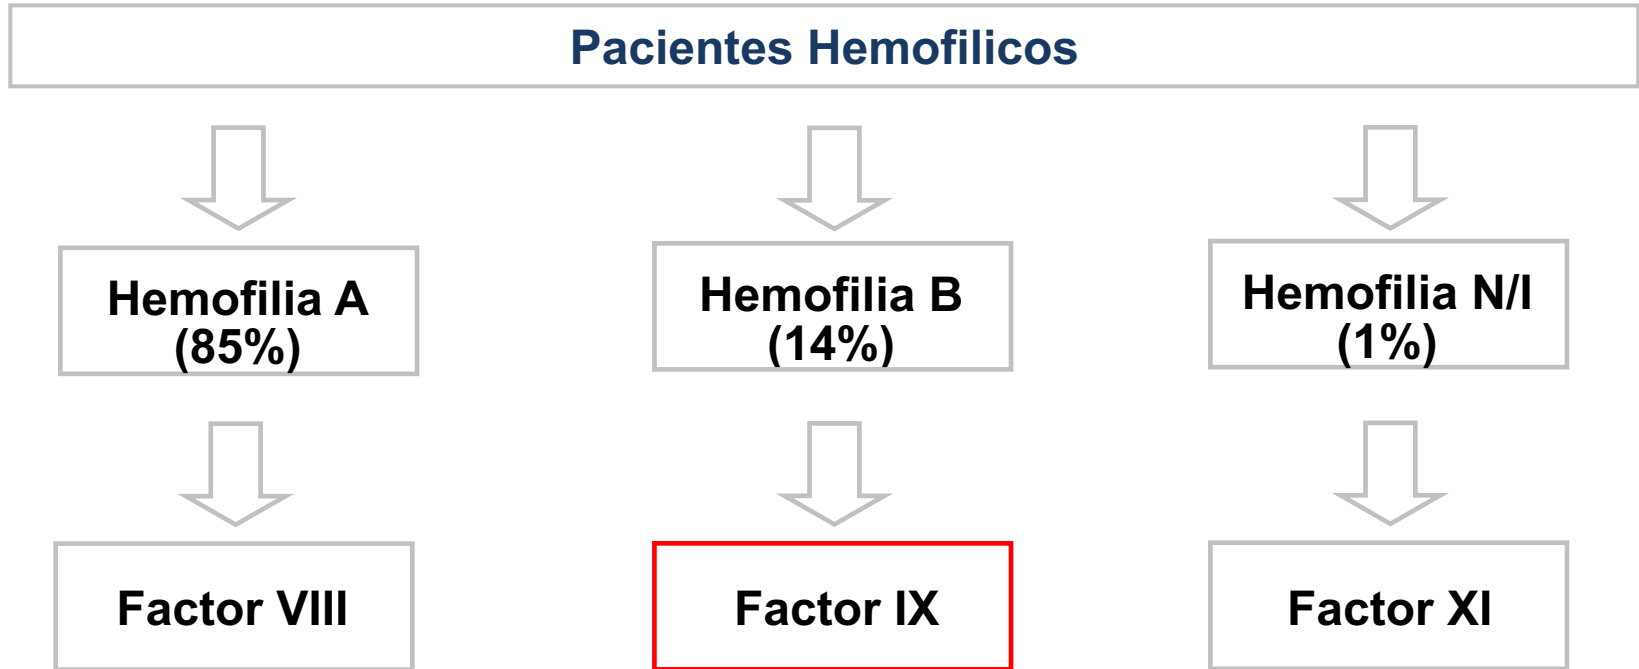 Pacientes Hemofilicos
Hemofilia A
(85%)
Hemofilia B
(14%)
Hemofilia N/I
(1%)
Factor VIII
Factor IX
Factor XI